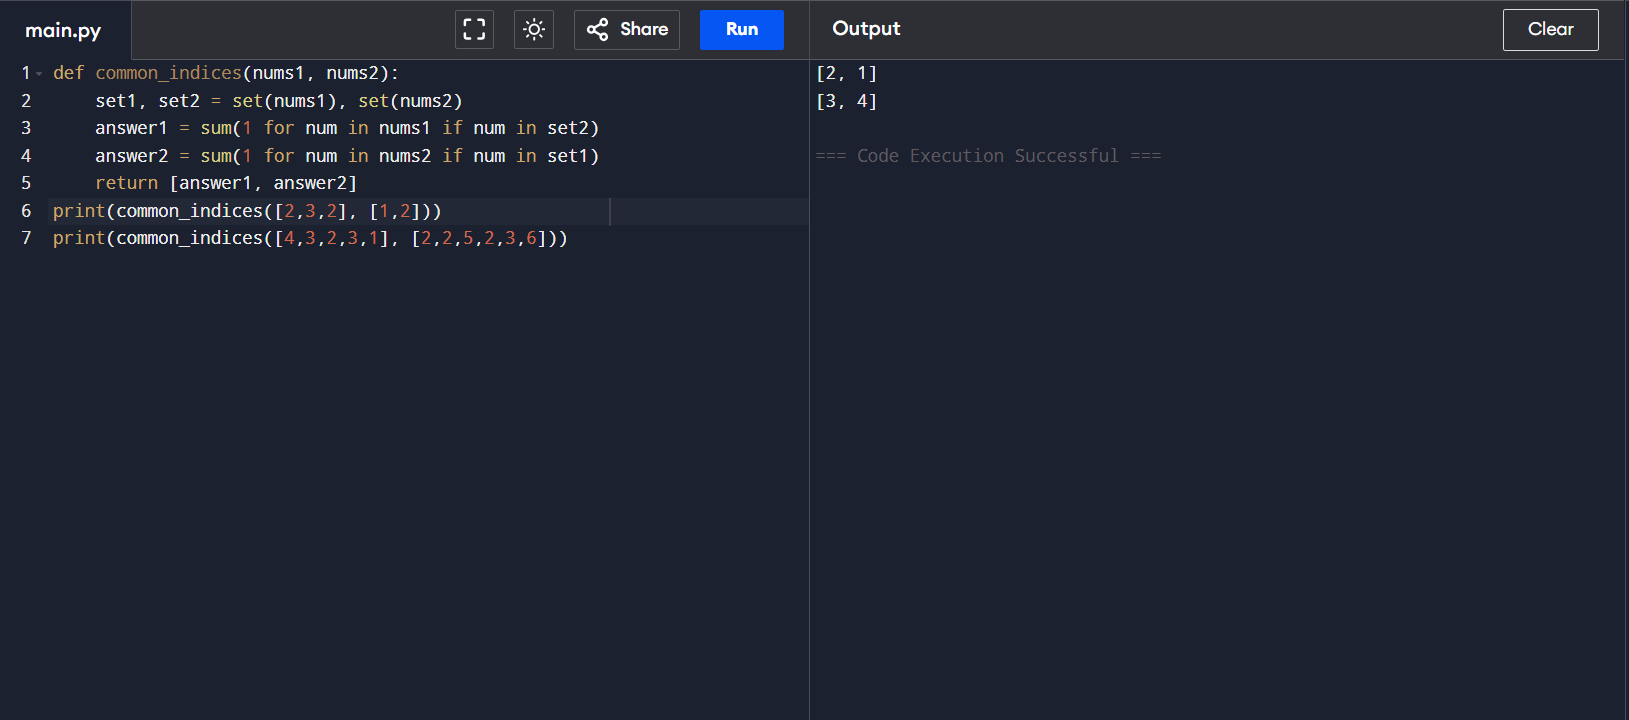 main.py
Share
Run
Output
Clear
1 def common_indices(nums1, nums2):
2     set1, set2 = set(nums1), set(nums2)
3     answer1 = sum(1 for num in nums1 if num in set2)
4     answer2 = sum(1 for num in nums2 if num in set1)
5     return [answer1, answer2]
6 print(common_indices([2,3,2], [1,2]))
7 print(common_indices([4,3,2,3,1], [2,2,5,2,3,6]))
[2, 1]
[3, 4]
=== Code Execution Successful ===